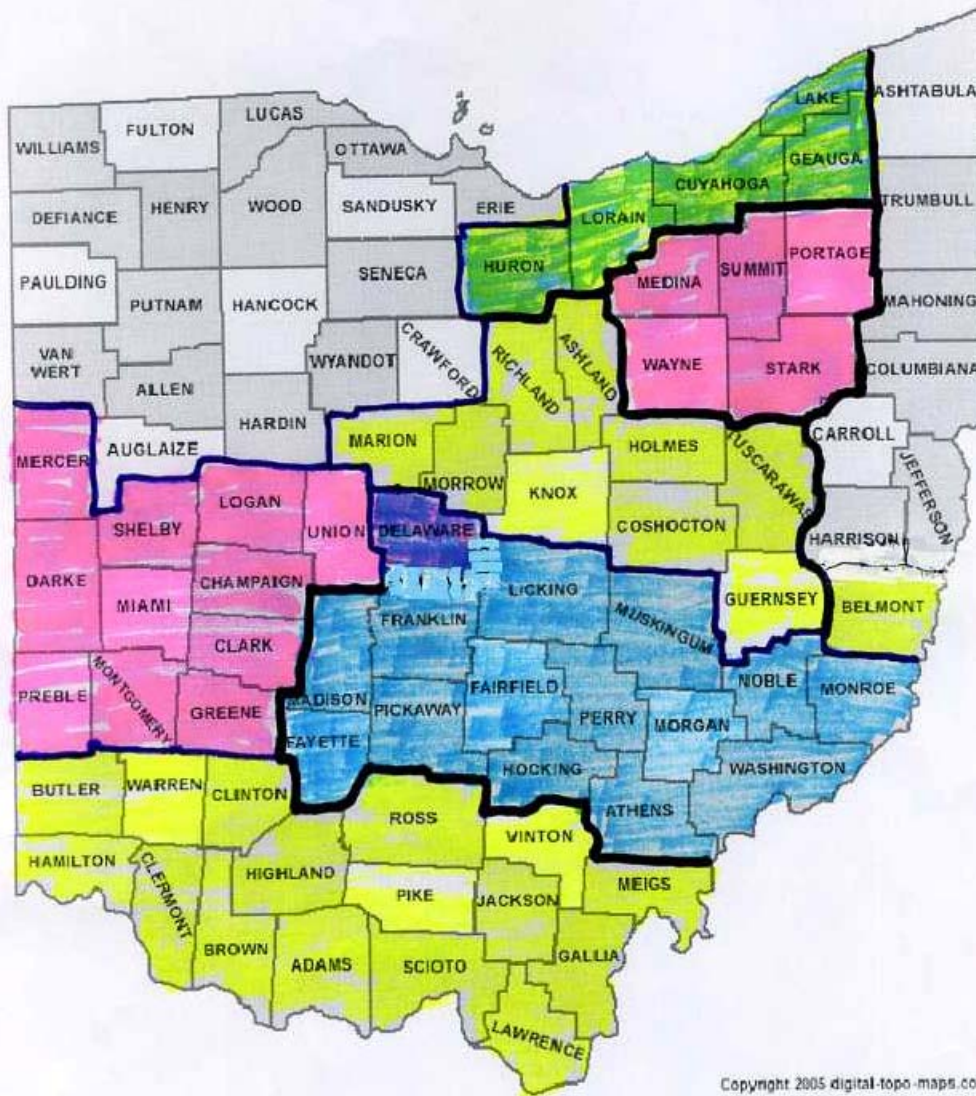 LAKE
ASHTABULA
FULTON
LUCAS
WILLIAMS
OTTAWA
GEAUGA
CUYAHOGA
TRUMBULL
DEFIANCE
HENRY
WOOD
SANDUSKY
ERIE
LORAIN
HURON
SENECA
MEDINA
SUMMIT
PORTAGE
PAULDING
PUTNAM
HANCOCK
MAHONING
VAN
WERT
WYANDOT
CRAWFORD
RICHLAND
ASHLAND
WAYNE
STARK
COLUMBIANA
ALLEN
HARDIN
AUGLAIZE
MARION
HOLMES
TUSCARAWAS
CARROLL
JEFFERSON
MERCER
LOGAN
MORROW
KNOX
SHELBY
UNION
DELAWARE
COSHOCTON
HARRISON
DARKE
CHAMPAIGN
LICKING
GUERNSEY
BELMONT
MIAMI
FRANKLIN
MUSKINGUM
CLARK
PREBLE
MONTGOMERY
GREENE
MADISON
PICKAWAY
FAIRFIELD
PERRY
MORGAN
NOBLE
MONROE
FAYETTE
HOCKING
WASHINGTON
BUTLER
WARREN
CLINTON
ROSS
ATHENS
VINTON
HAMILTON
CLERMONT
HIGHLAND
PIKE
JACKSON
MEIGS
BROWN
ADAMS
SCIOTO
GALLIA
LAWRENCE
Copyright 2005 digital-topo-maps.co